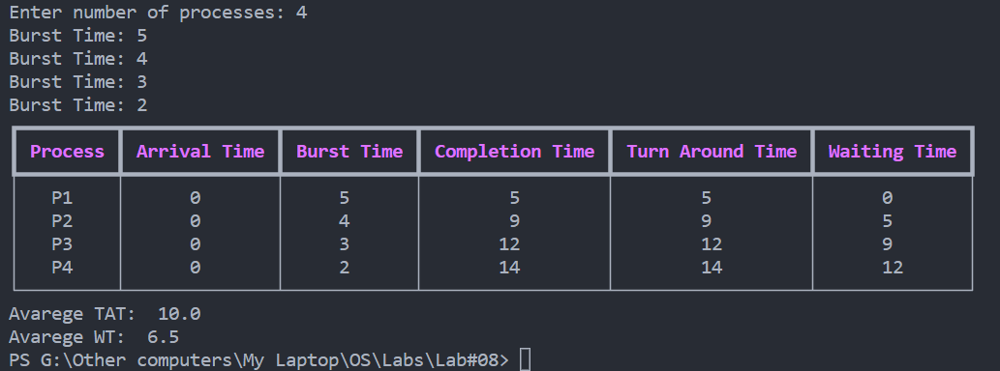 Enter number of processes: 4
Burst Time: 5
Burst Time: 4
Burst Time: 3
Burst Time: 2
Process Arrival Time Burst Time Completion Time Turn Around Time Waiting Time
P1 0 5 5 5 0
P2 0 4 9 9 5
P3 0 3 12 12 9
P4 0 2 14 14 12
Avarege TAT:  10.0
Avarege WT:  6.5
PS G:\Other computers\My Laptop\OS\Labs\Lab#08>